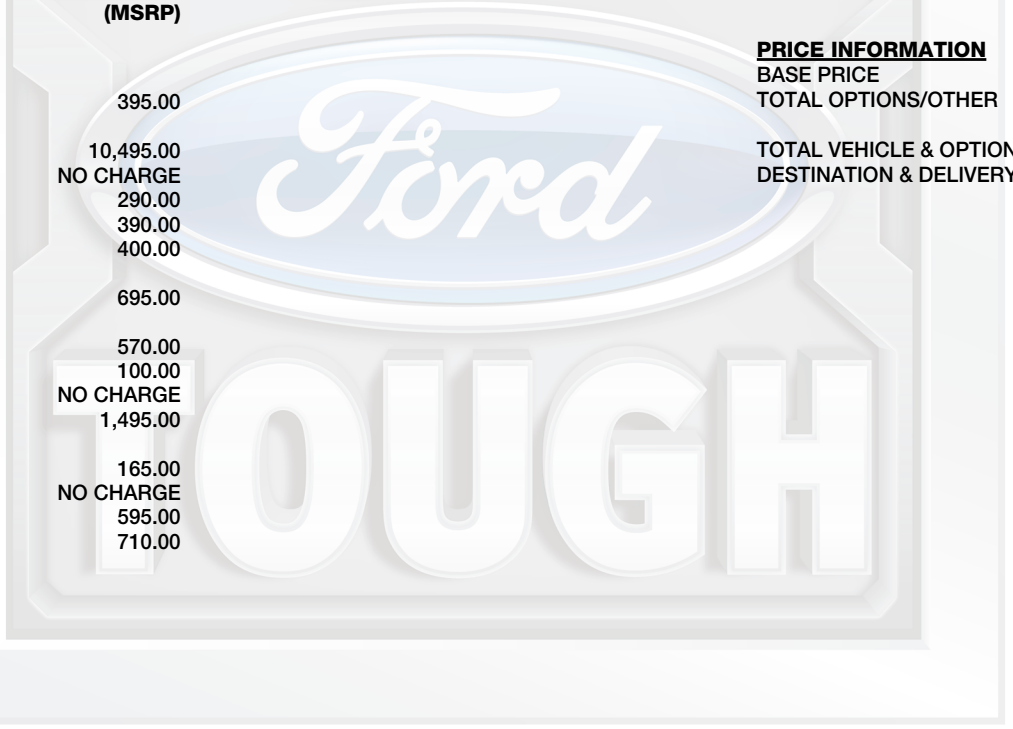 (MSRP)
395.00
10,495.00
NO CHARGE
290.00
390.00
400.00
695.00
570.00
100.00
NO CHARGE
1,495.00
165.00
NO CHARGE
595.00
710.00
PRICE INFORMATION
BASE PRICE
TOTAL OPTIONS/OTHER
TOTAL VEHICLE & OPTION
DESTINATION & DELIVERY
Ford
TOUGH